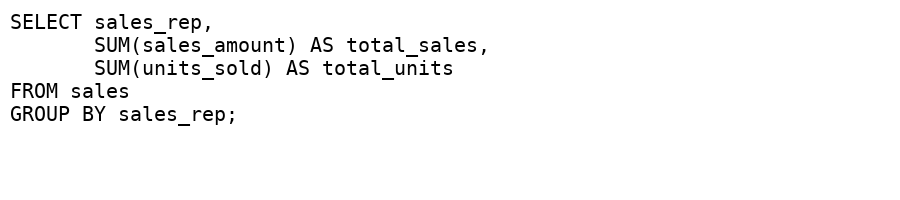 SELECT sales_rep,
       SUM(sales_amount) AS total_sales,
       SUM(units_sold) AS total_units
FROM sales
GROUP BY sales_rep;